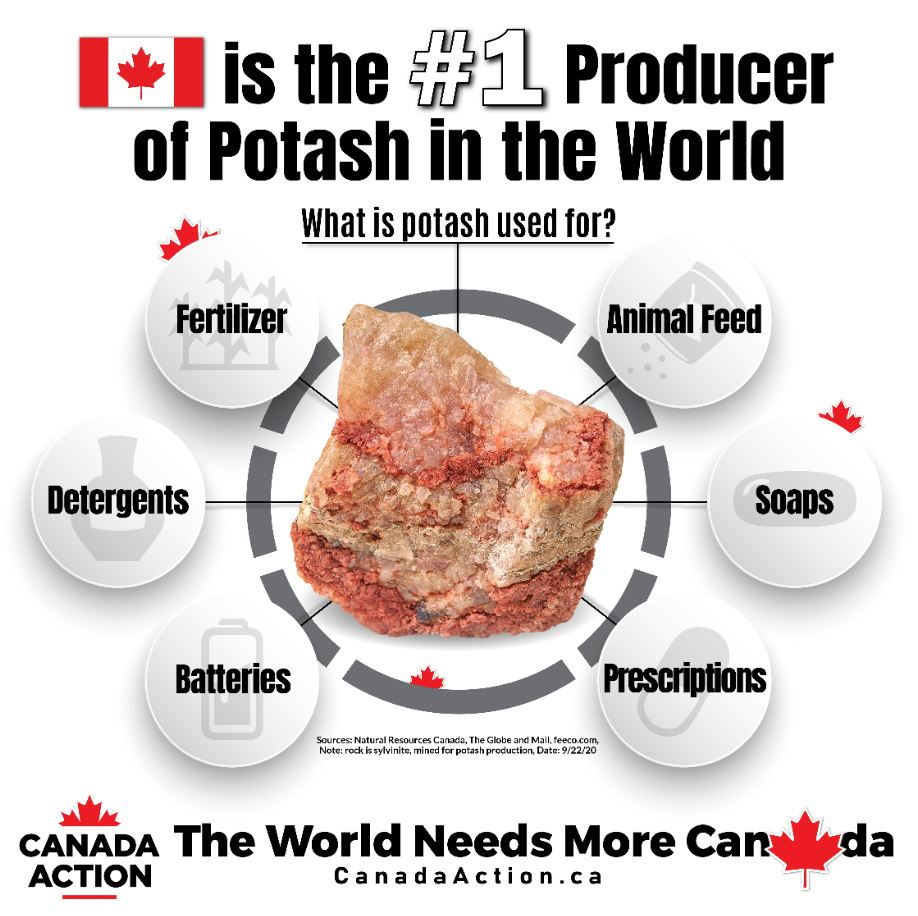 is the #1 Producer
of Potash in the World
What is potash used for?
Fertilizer
Animal Feed
Detergents
Soaps
Batteries
Prescriptions
Sources: Natural Resources Canada, The Globe and Mail, feeco.com,
Note: rock is sylvinite, mined for potash production, Date: 9/22/20
CANADA
ACTION
The World Needs More Canada
CanadaAction.ca